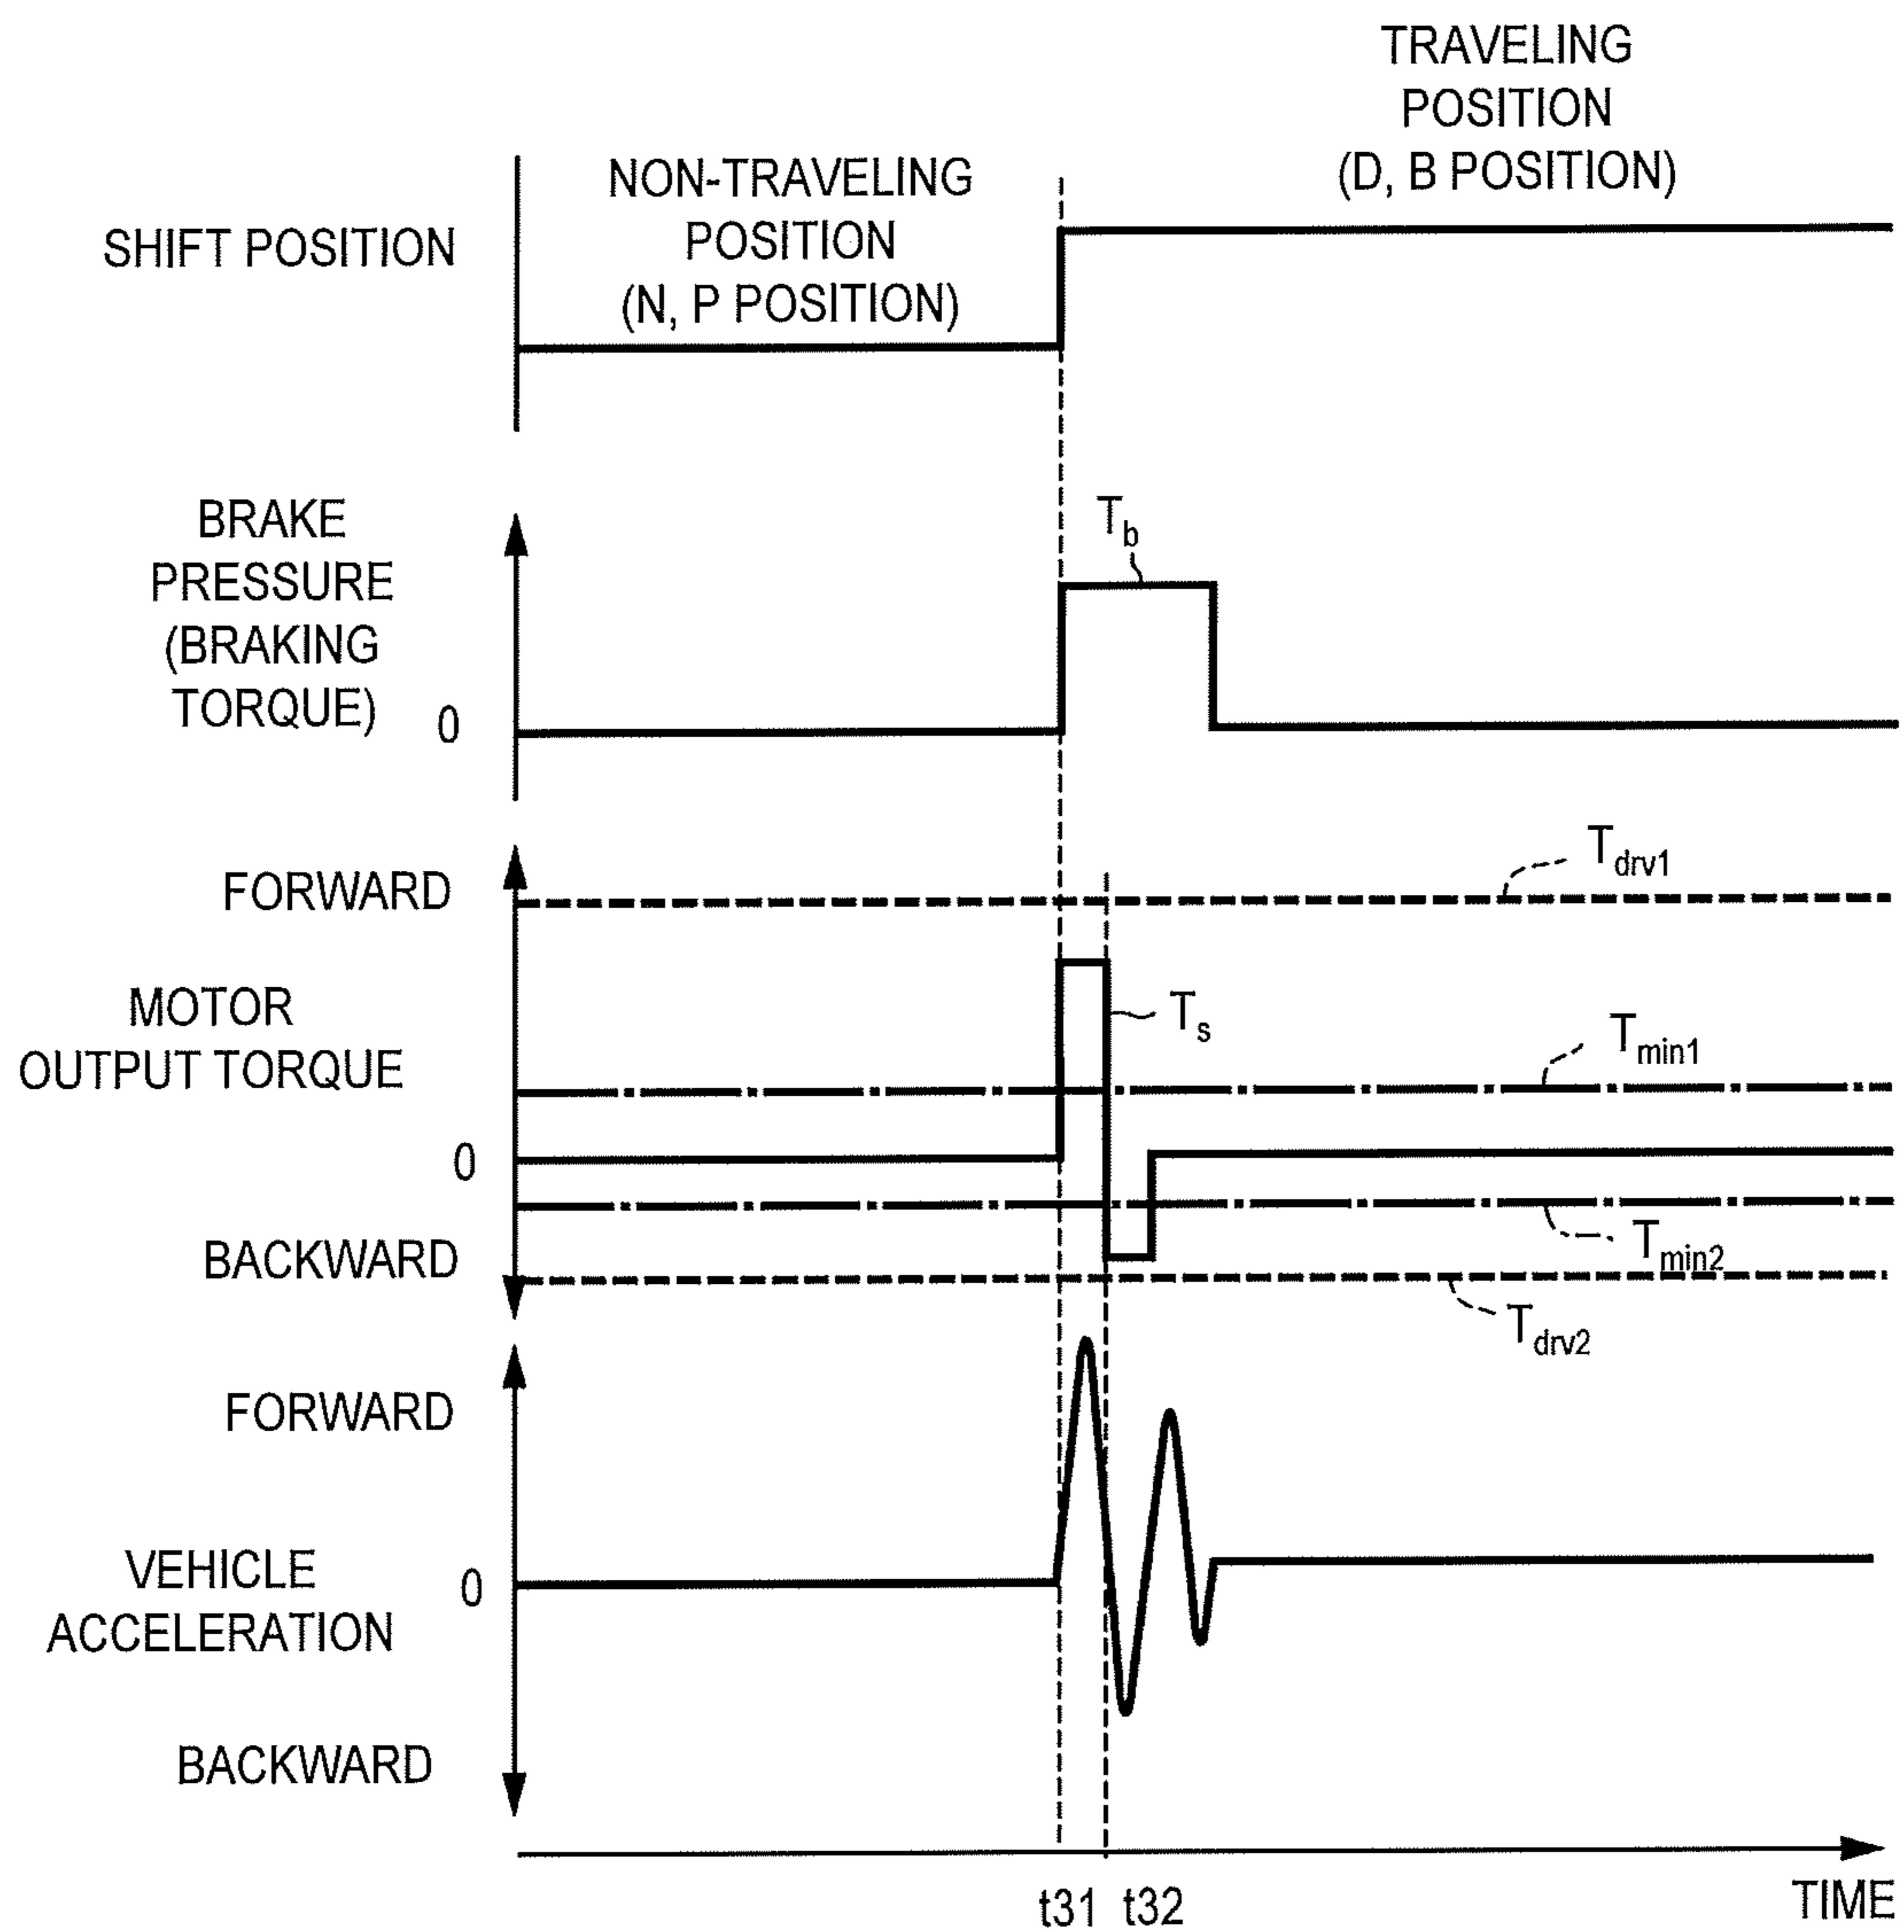 TRAVELING
POSITION
(D, B POSITION)
NON-TRAVELING
POSITION
(N, P POSITION)
SHIFT POSITION
BRAKE
PRESSURE
(BRAKING
TORQUE)
0
Tb
FORWARD
Tdrv1
MOTOR
OUTPUT TORQUE
Ts
Tmin1
0
BACKWARD
Tmin2
Tdrv2
FORWARD
VEHICLE
ACCELERATION
0
BACKWARD
t31
t32
TIME